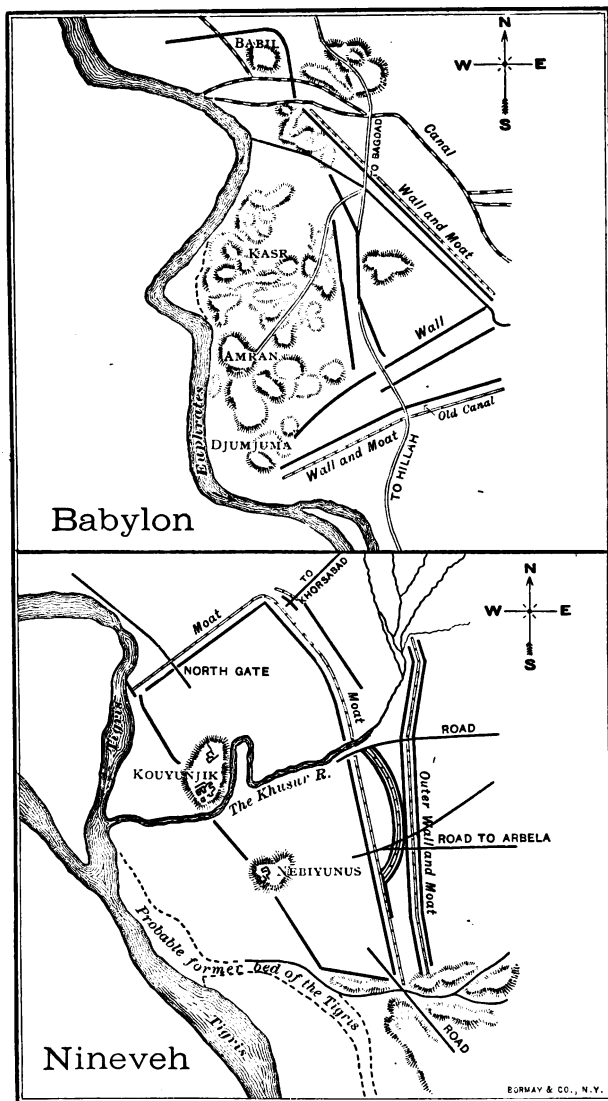 BABIL
N
W E
S
TO BAGDAD
Canal
Wall and Moat
KASR
AMRAN
Wall
Euphrates
DJUMJUMA
Old Canal
Wall and Moat
TO HILLAH
Babylon
TO KHORSABAD
N
W E
S
Moat
NORTH GATE
Moat
Tigris
ROAD
KOUYUNJIK
The Khusur R.
Outer Wall and Moat
ROAD TO ARBELA
NEBIYUNUS
Probable former bed of the Tigris
Tigris
ROAD
Nineveh
BORMAY & CO., N.Y.